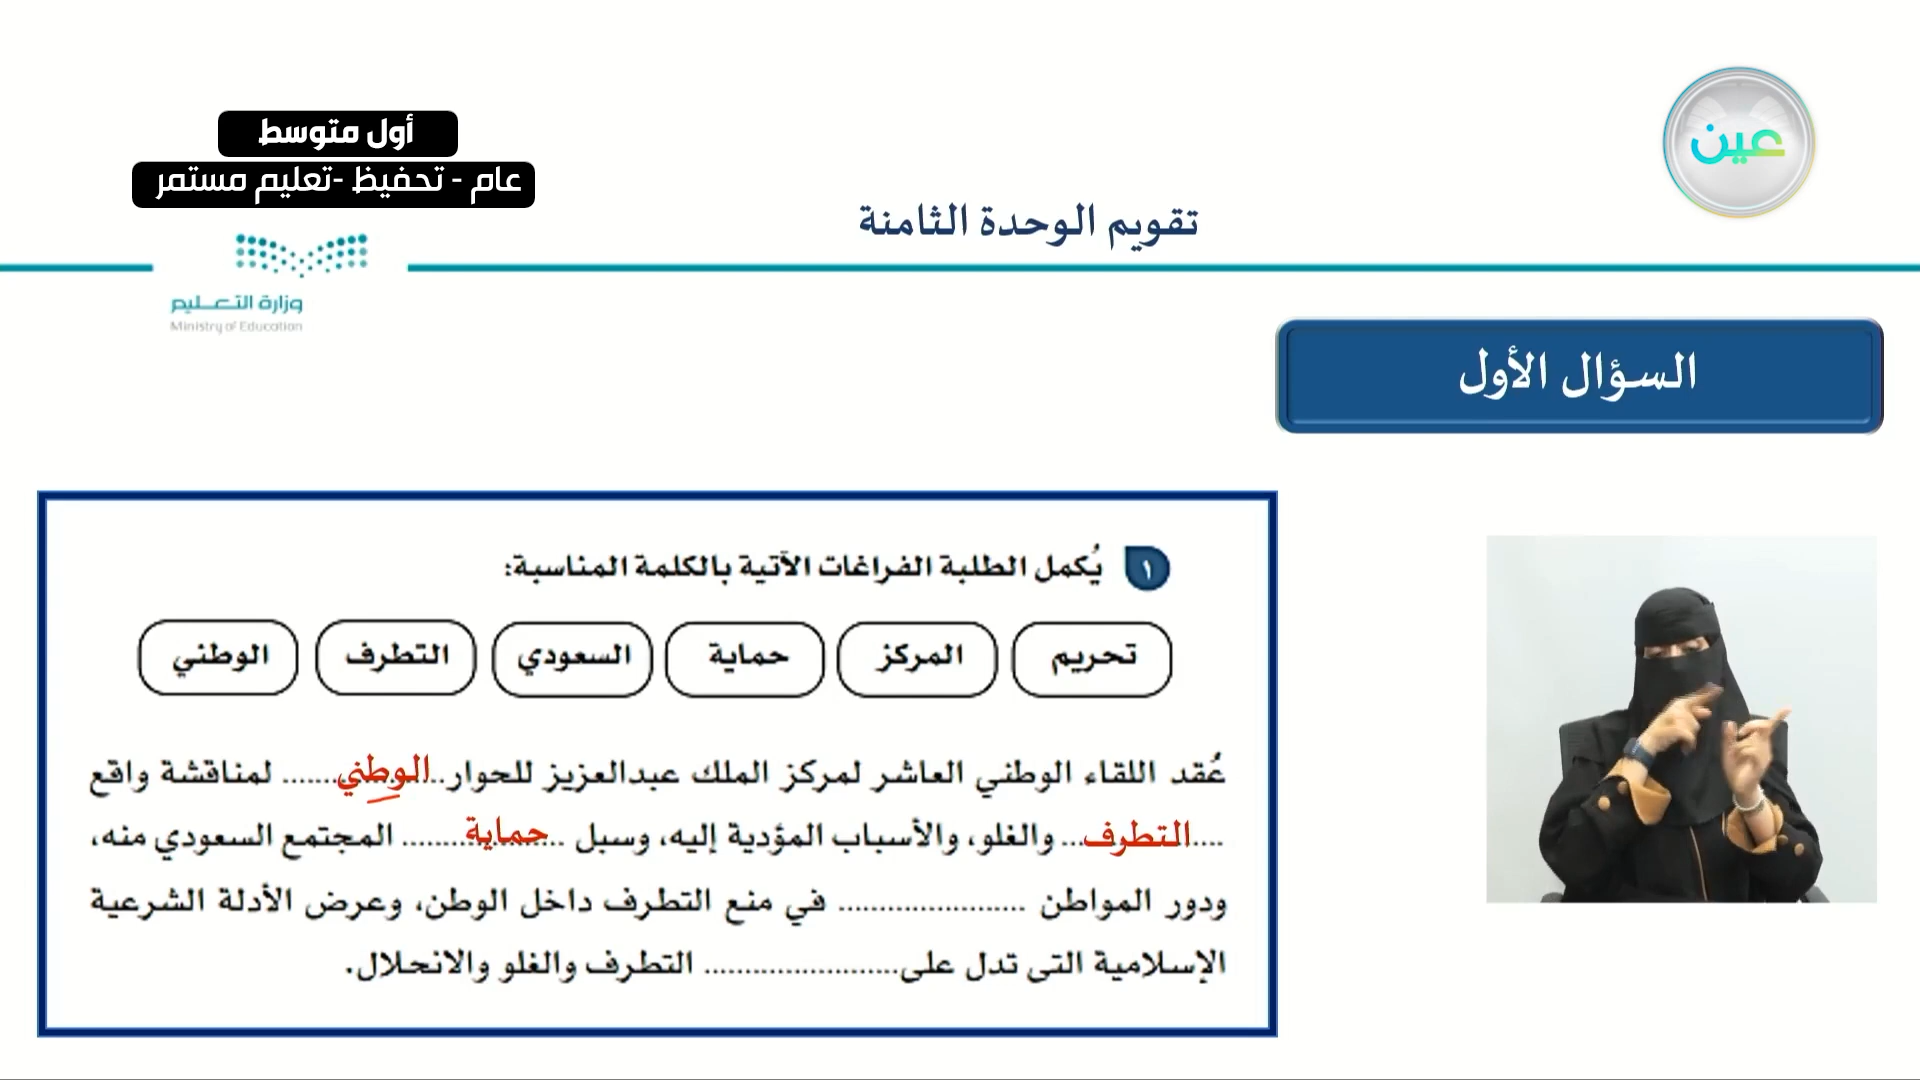 عين
أول متوسط
عام - تحفيظ -تعليم مستمر
تقويم الوحدة الثامنة
وزارة التعليم
Ministry of Education
السؤال الأول
١ يُكمل الطلبة الفراغات الآتية بالكلمة المناسبة:
تحريم المركز حماية السعودي التطرف الوطني
عُقد اللقاء الوطني العاشر لمركز الملك عبدالعزيز للحوار..الوطني...... لمناقشة واقع
....التطرف... والغلو، والأسباب المؤدية إليه، وسبل ..حماية........ المجتمع السعودي منه،
ودور المواطن ....................... في منع التطرف داخل الوطن، وعرض الأدلة الشرعية
الإسلامية التى تدل على........................ التطرف والغلو والانحلال.